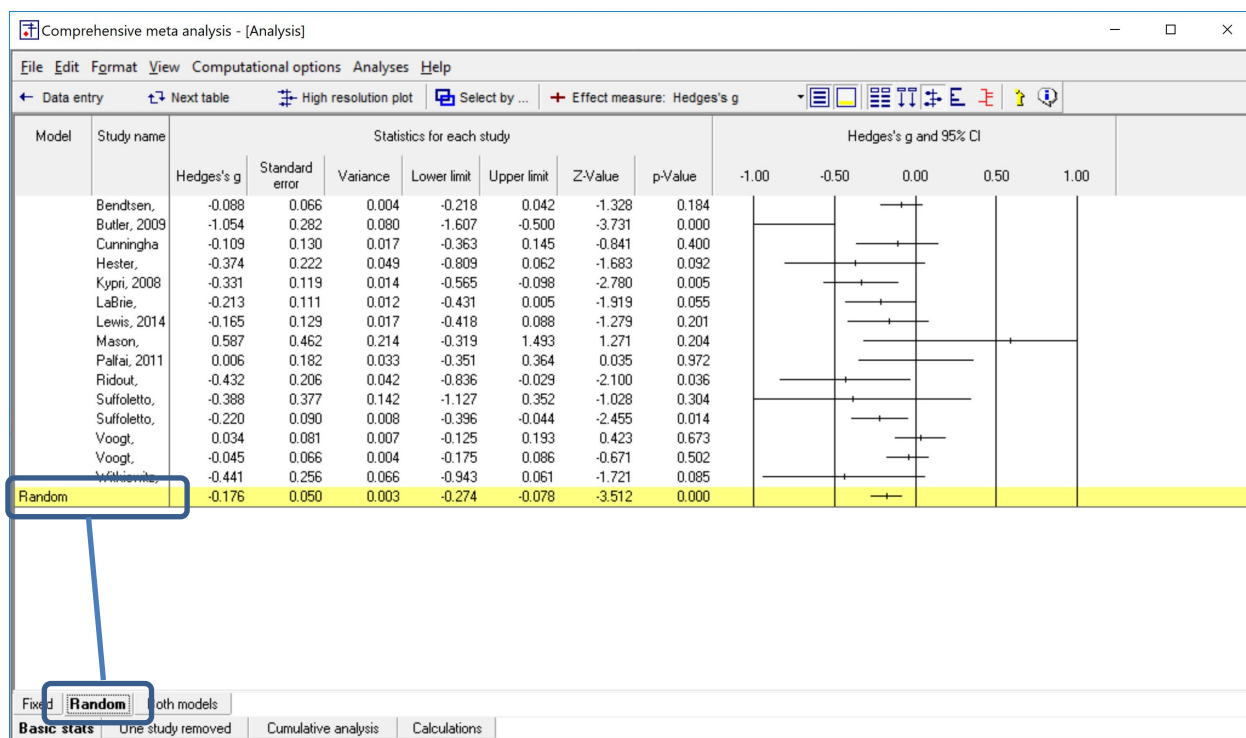 Comprehensive meta analysis - [Analysis]
File Edit Format View Computational options Analyses Help
Data entry Next table High resolution plot Select by ... Effect measure: Hedges's g
Model Study name Statistics for each study Hedges's g and 95% CI
Hedges's g Standard error Variance Lower limit Upper limit Z-Value p-Value -1.00 -0.50 0.00 0.50 1.00
Bendtsen, -0.088 0.066 0.004 -0.218 0.042 -1.328 0.184
Butler, 2009 -1.054 0.282 0.080 -1.607 -0.500 -3.731 0.000
Cunningha -0.109 0.130 0.017 -0.363 0.145 -0.841 0.400
Hester, -0.374 0.222 0.049 -0.809 0.062 -1.683 0.092
Kypri, 2008 -0.331 0.119 0.014 -0.565 -0.098 -2.780 0.005
LaBrie, -0.213 0.111 0.012 -0.431 0.005 -1.919 0.055
Lewis, 2014 -0.165 0.129 0.017 -0.418 0.088 -1.279 0.201
Mason, 0.587 0.462 0.214 -0.319 1.493 1.271 0.204
Palfai, 2011 0.006 0.182 0.033 -0.351 0.364 0.035 0.972
Ridout, -0.432 0.206 0.042 -0.836 -0.029 -2.100 0.036
Suffoletto, -0.388 0.377 0.142 -1.127 0.352 -1.028 0.304
Suffoletto, -0.220 0.090 0.008 -0.396 -0.044 -2.455 0.014
Voogt, 0.034 0.081 0.007 -0.125 0.193 0.423 0.673
Voogt, -0.045 0.066 0.004 -0.175 0.086 -0.671 0.502
Witkiewitz, -0.441 0.256 0.066 -0.943 0.061 -1.721 0.085
Random -0.176 0.050 0.003 -0.274 -0.078 -3.512 0.000
Fixed Random Both models
Basic stats One study removed Cumulative analysis Calculations